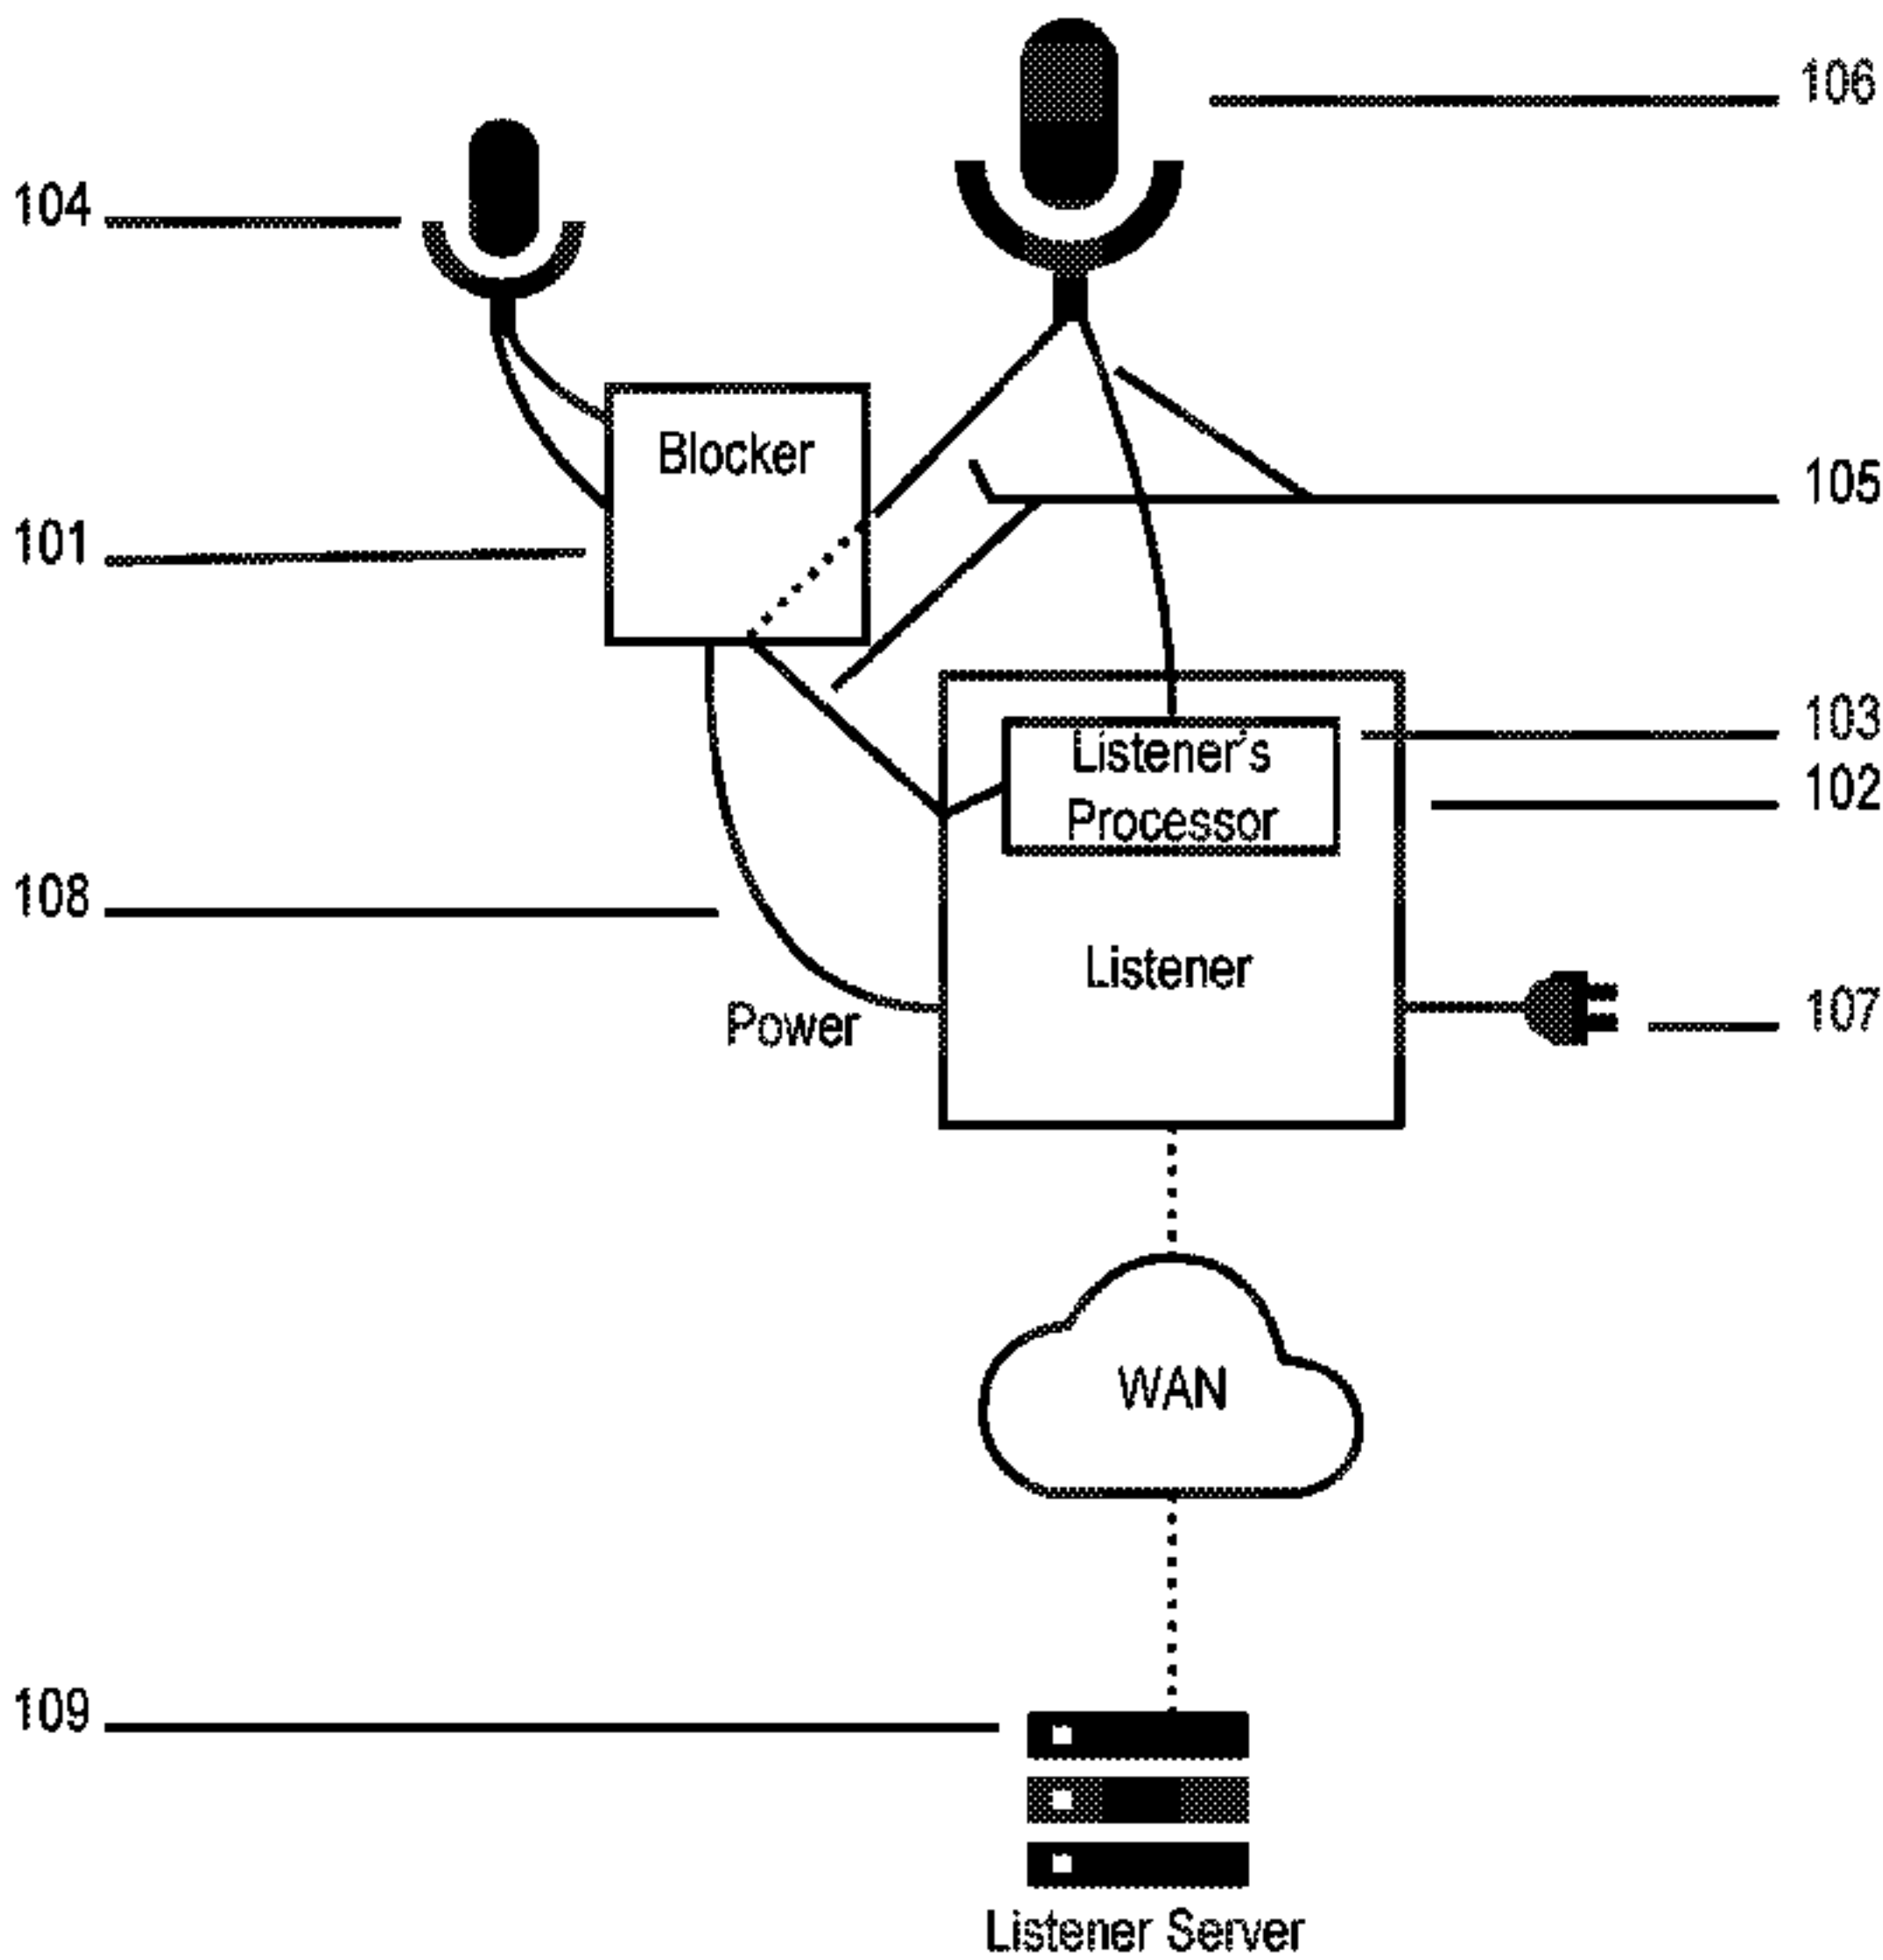 106
104
Blocker
105
101
103
Listener's
102
Processor
108
Listener
107
Power
WAN
109
Listener Server